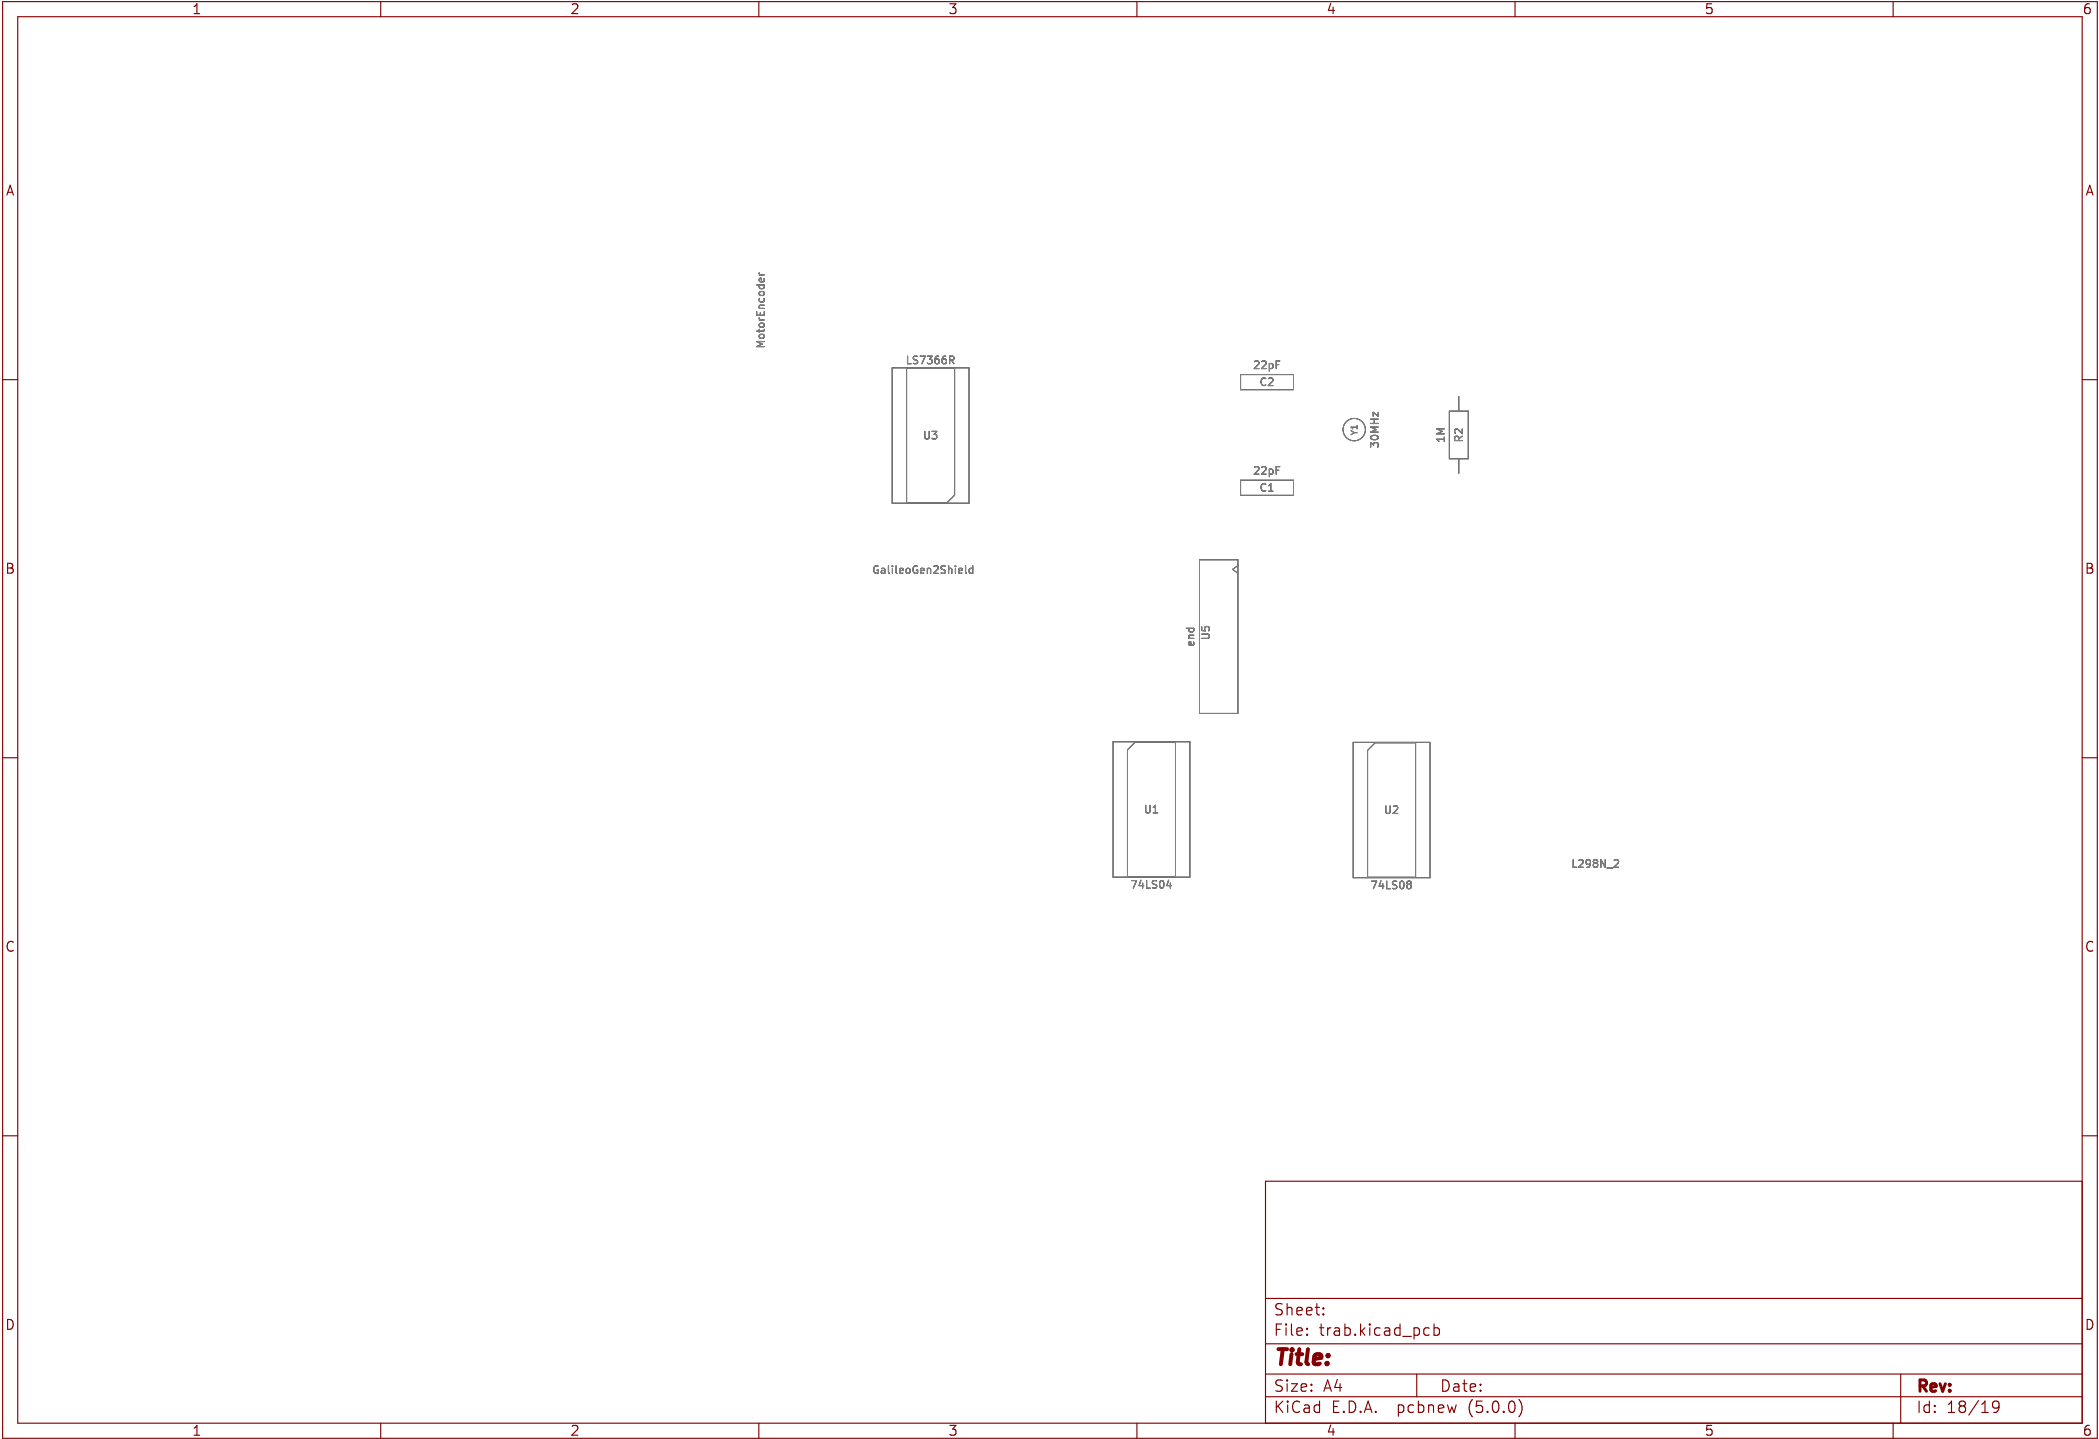 1 2 3 4 5 6
A A
MotorEncoder
LS7366R
22pF
C2
U3
Y1
30MHz
1M
R2
22pF
C1
B B
GalileoGen2Shield
end
U5
U1
U2
L298N_2
74LS04
74LS08
C C
Sheet:
D D
File: trab.kicad_pcb
Title:
Size: A4 Date: Rev:
KiCad E.D.A. pcbnew (5.0.0) Id: 18/19
1 2 3 4 5 6